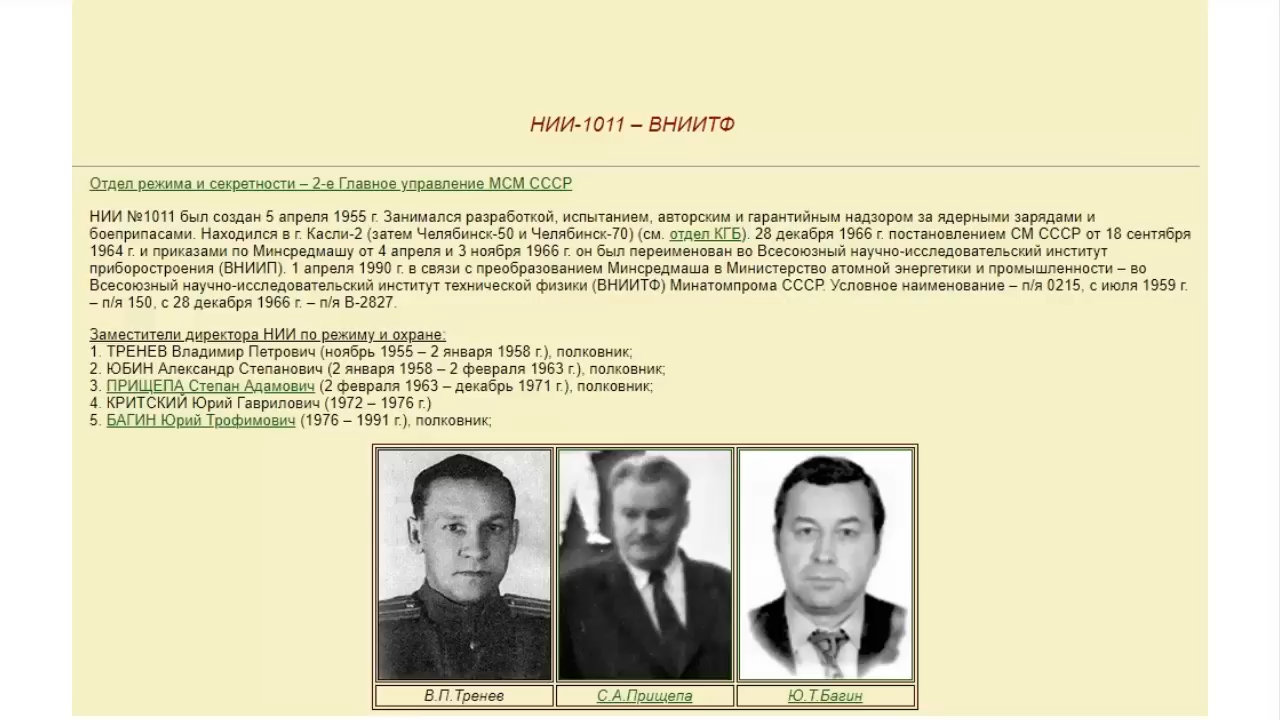 НИИ-1011 – ВНИИТФ
Отдел режима и секретности – 2-е Главное управление МСМ СССР
НИИ №1011 был создан 5 апреля 1955 г. Занимался разработкой, испытанием, авторским и гарантийным надзором за ядерными зарядами и
боеприпасами. Находился в г. Касли-2 (затем Челябинск-50 и Челябинск-70) (см. отдел КГБ). 28 декабря 1966 г. постановлением СМ СССР от 18 сентября
1964 г. и приказами по Минсредмашу от 4 апреля и 3 ноября 1966 г. он был переименован во Всесоюзный научно-исследовательский институт
приборостроения (ВНИИП). 1 апреля 1990 г. в связи с преобразованием Минсредмаша в Министерство атомной энергетики и промышленности – во
Всесоюзный научно-исследовательский институт технической физики (ВНИИТФ) Минатомпрома СССР. Условное наименование – п/я 0215, с июля 1959 г.
– п/я 150, с 28 декабря 1966 г. – п/я В-2827.
Заместители директора НИИ по режиму и охране:
1. ТРЕНЕВ Владимир Петрович (ноябрь 1955 – 2 января 1958 г.), полковник;
2. ЮБИН Александр Степанович (2 января 1958 – 2 февраля 1963 г.), полковник;
3. ПРИЩЕПА Степан Адамович (2 февраля 1963 – декабрь 1971 г.), полковник;
4. КРИТСКИЙ Юрий Гаврилович (1972 – 1976 г.)
5. БАГИН Юрий Трофимович (1976 – 1991 г.), полковник;
В.П.Тренев С.А.Прищепа Ю.Т.Багин